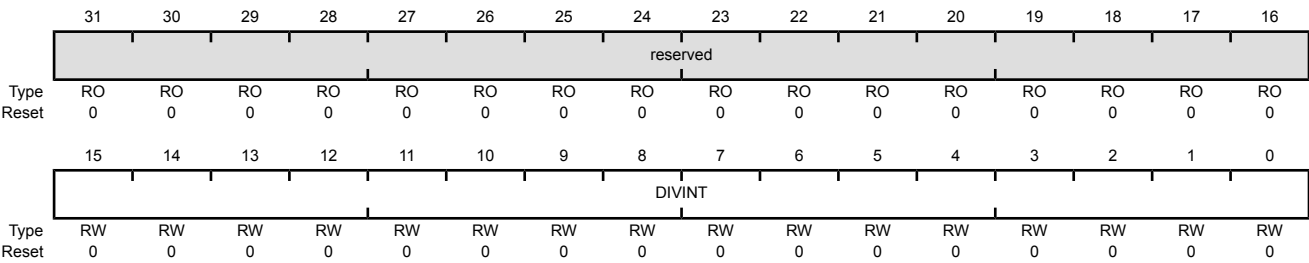 31 30 29 28 27 26 25 24 23 22 21 20 19 18 17 16
reserved
Type RO RO RO RO RO RO RO RO RO RO RO RO RO RO RO RO
Reset 0 0 0 0 0 0 0 0 0 0 0 0 0 0 0 0
15 14 13 12 11 10 9 8 7 6 5 4 3 2 1 0
DIVINT
Type RW RW RW RW RW RW RW RW RW RW RW RW RW RW RW RW
Reset 0 0 0 0 0 0 0 0 0 0 0 0 0 0 0 0